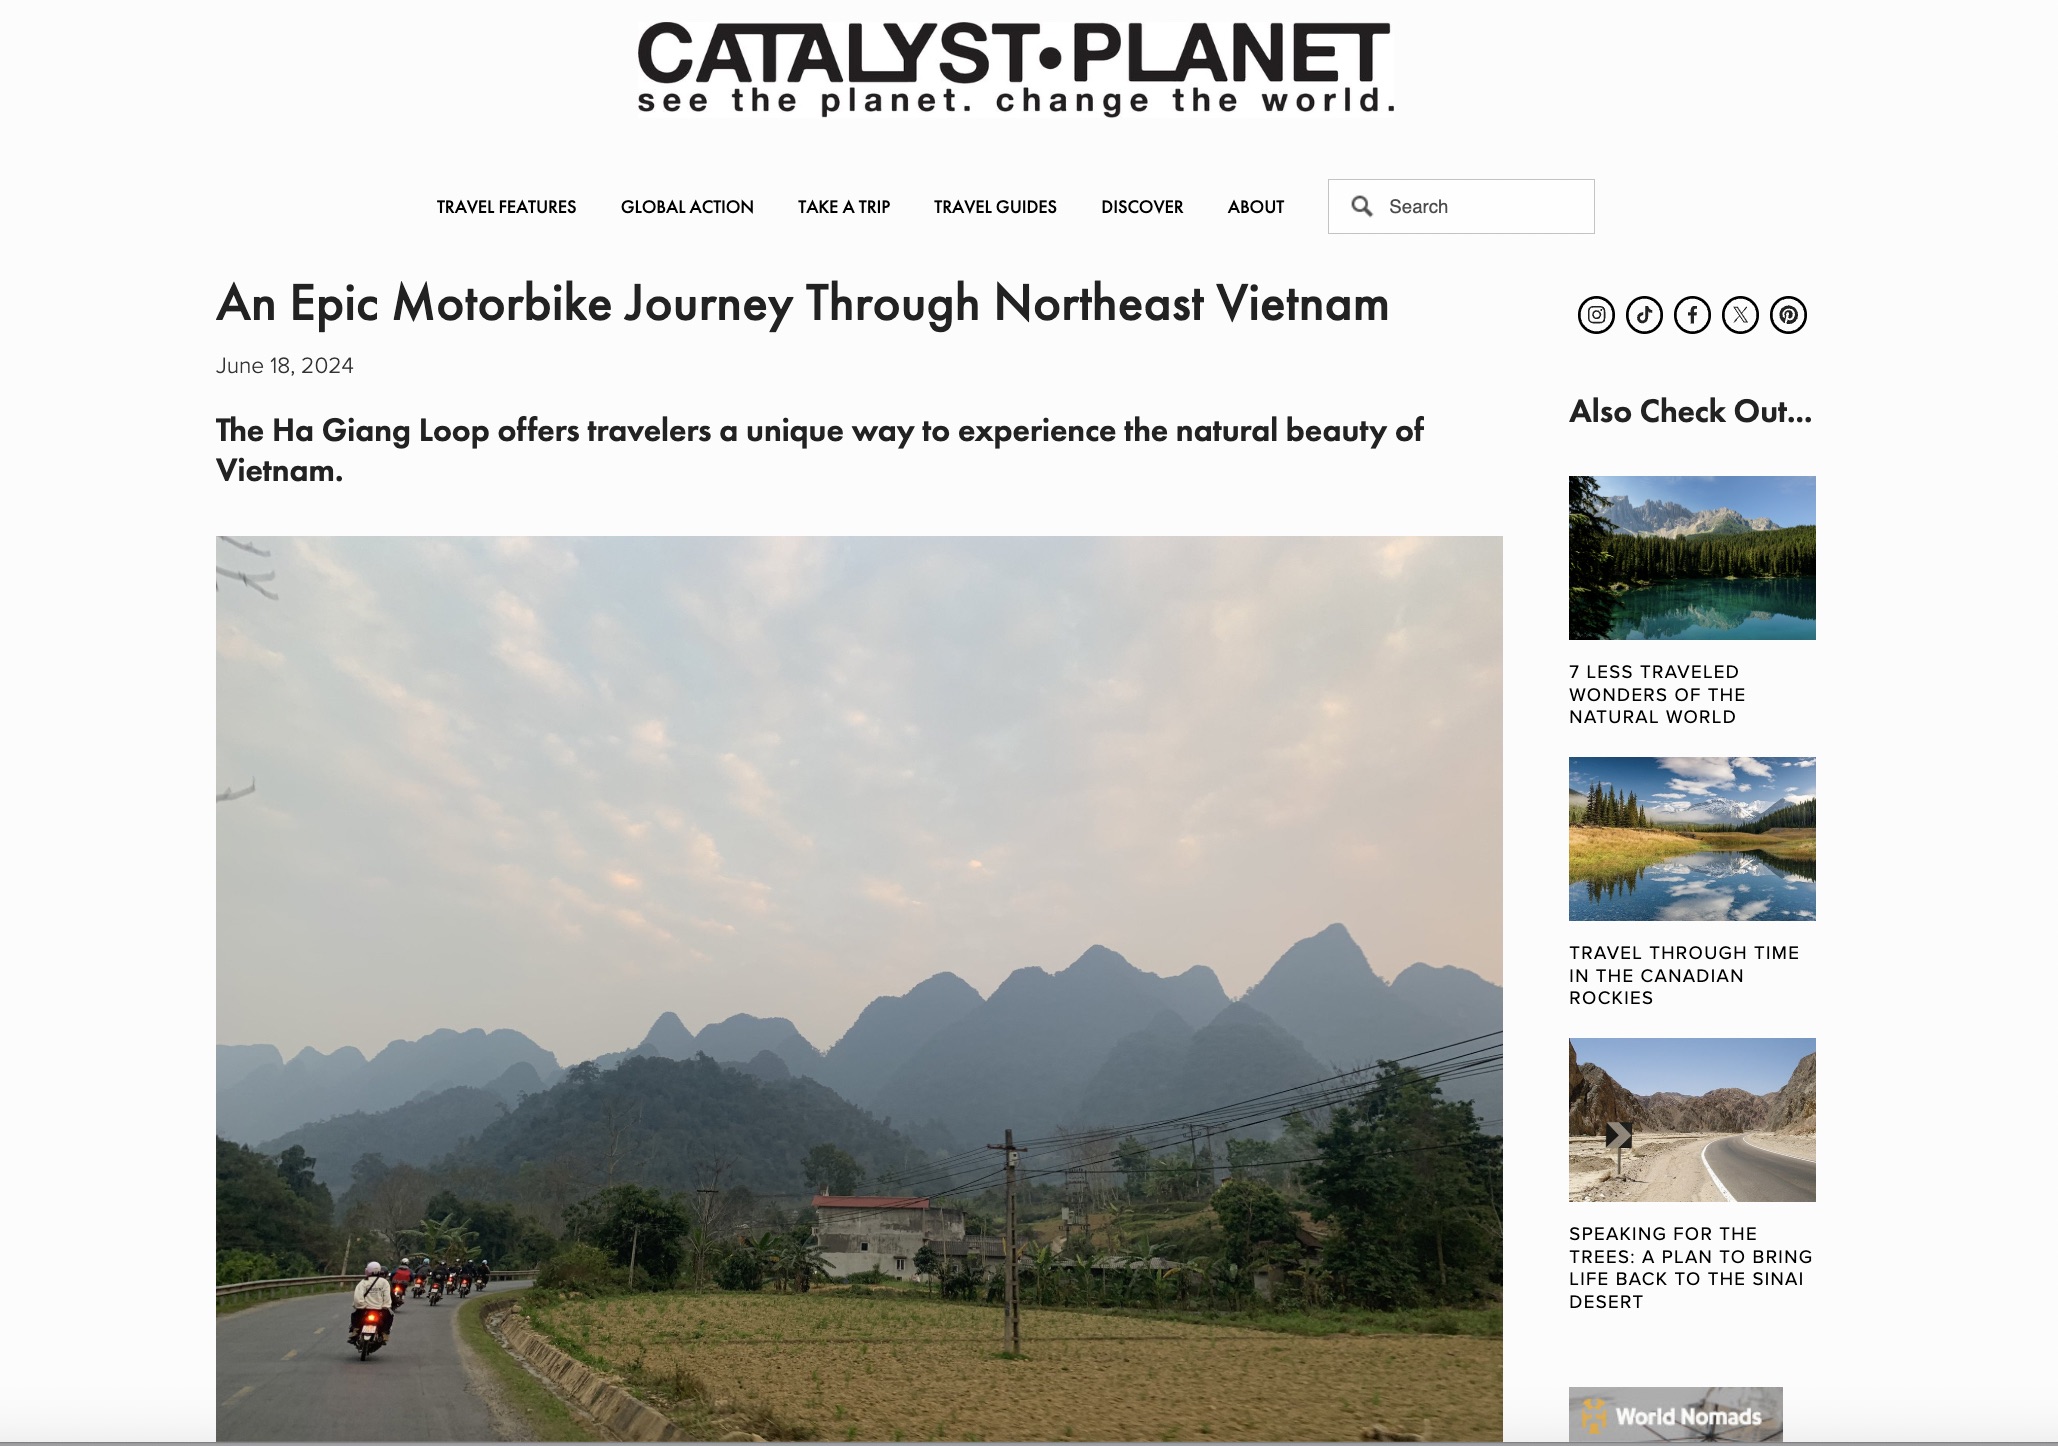 CATALYST•PLANET
see the planet. change the world.
TRAVEL FEATURES
GLOBAL ACTION
TAKE A TRIP
TRAVEL GUIDES
DISCOVER
ABOUT
Search
An Epic Motorbike Journey Through Northeast Vietnam
June 18, 2024
The Ha Giang Loop offers travelers a unique way to experience the natural beauty of
Vietnam.
Also Check Out...
7 LESS TRAVELED
WONDERS OF THE
NATURAL WORLD
TRAVEL THROUGH TIME
IN THE CANADIAN
ROCKIES
SPEAKING FOR THE
TREES: A PLAN TO BRING
LIFE BACK TO THE SINAI
DESERT
World Nomads